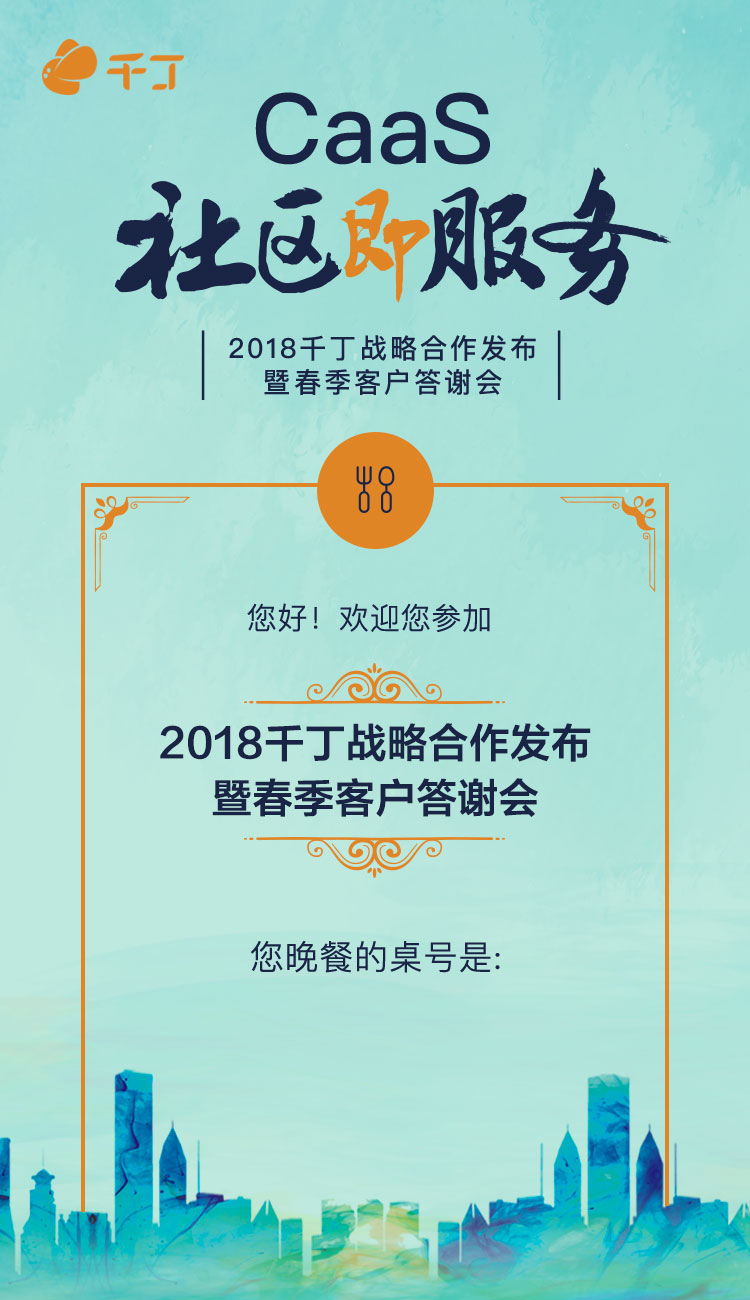 千丁
CaaS
社区即服务
2018千丁战略合作发布
暨春季客户答谢会
您好！欢迎您参加
2018千丁战略合作发布
暨春季客户答谢会
您晚餐的桌号是: